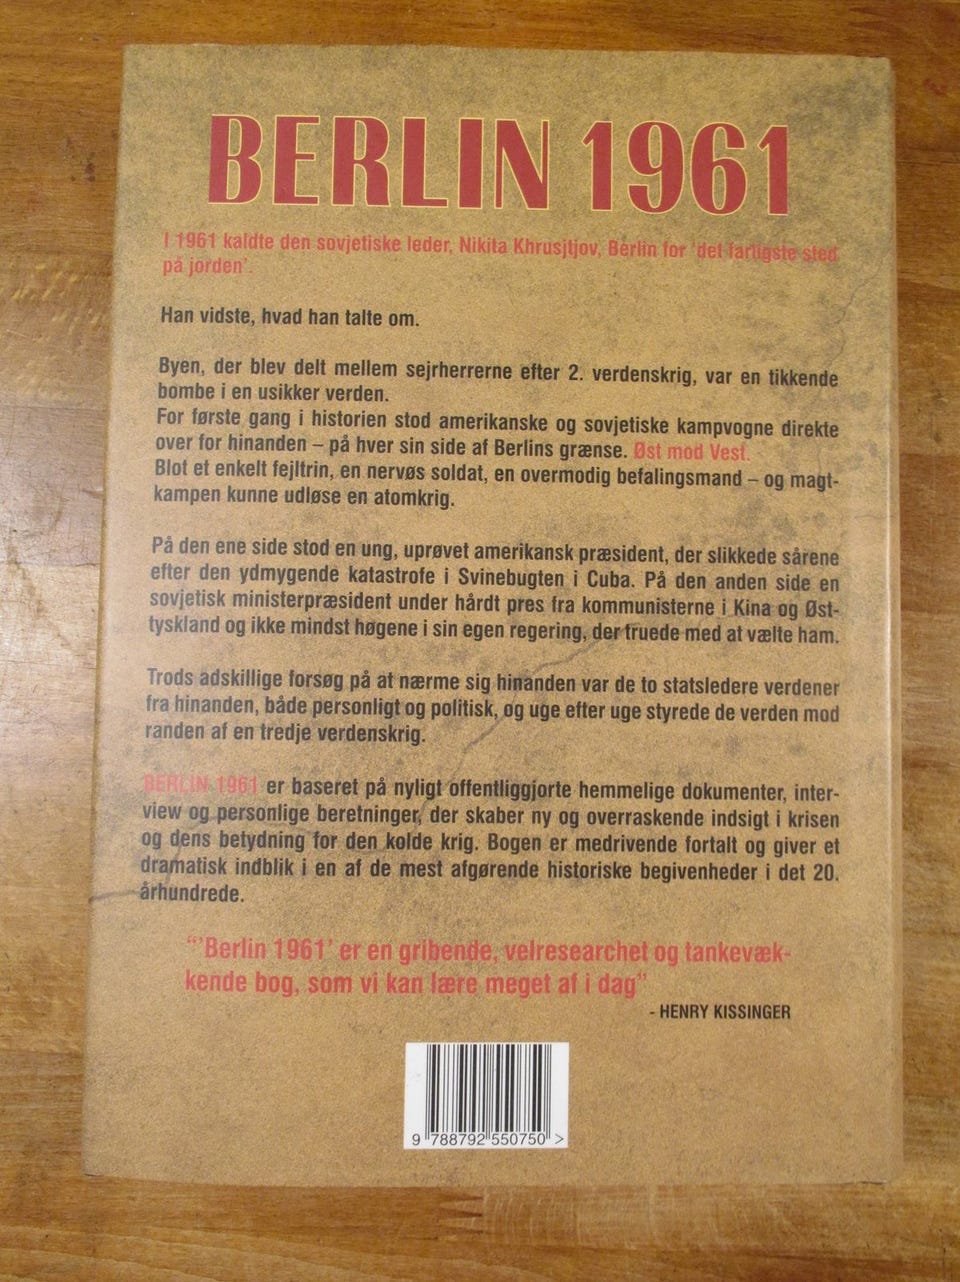 BERLIN 1961
I 1961 kaldte den sovjetiske leder, Nikita Khrusjtjov, Berlin for 'det farligste sted
på jorden'.
Han vidste, hvad han talte om.
Byen, der blev delt mellem sejrherrerne efter 2. verdenskrig, var en tikkende
bombe i en usikker verden.
For første gang i historien stod amerikanske og sovjetiske kampvogne direkte
over for hinanden – på hver sin side af Berlins grænse. Øst mod Vest.
Blot et enkelt fejltrin, en nervøs soldat, en overmodig befalingsmand – og magt-
kampen kunne udløse en atomkrig.
På den ene side stod en ung, uprøvet amerikansk præsident, der slikkede sårene
efter den ydmygende katastrofe i Svinebugten i Cuba. På den anden side en
sovjetisk ministerpræsident under hårdt pres fra kommunisterne i Kina og Øst-
tyskland og ikke mindst høgene i sin egen regering, der truede med at vælte ham.
Trods adskillige forsøg på at nærme sig hinanden var de to statsledere verdener
fra hinanden, både personligt og politisk, og uge efter uge styrede de verden mod
randen af en tredje verdenskrig.
BERLIN 1961 er baseret på nyligt offentliggjorte hemmelige dokumenter, inter-
view og personlige beretninger, der skaber ny og overraskende indsigt i krisen
og dens betydning for den kolde krig. Bogen er medrivende fortalt og giver et
dramatisk indblik i en af de mest afgørende historiske begivenheder i det 20.
århundrede.
"'Berlin 1961' er en gribende, velresearchet og tankevæk-
kende bog, som vi kan lære meget af i dag"
- HENRY KISSINGER
9 788792 550750 >